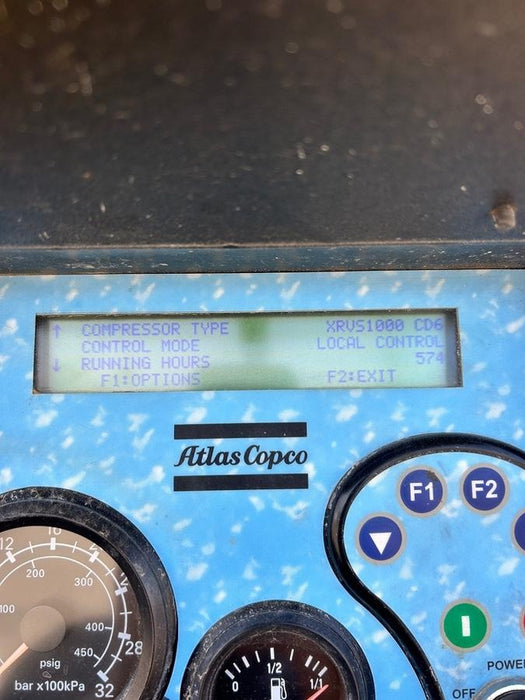 ↑ COMPRESSOR TYPE XRVS1000 CD6
CONTROL MODE LOCAL CONTROL
↓ RUNNING HOURS 574
F1:OPTIONS F2:EXIT
Atlas Copco
F1 F2
12 28 32
100 200 300 400 450
psig
bar x100kPa
0 1/2 1/1
POWER
OFF